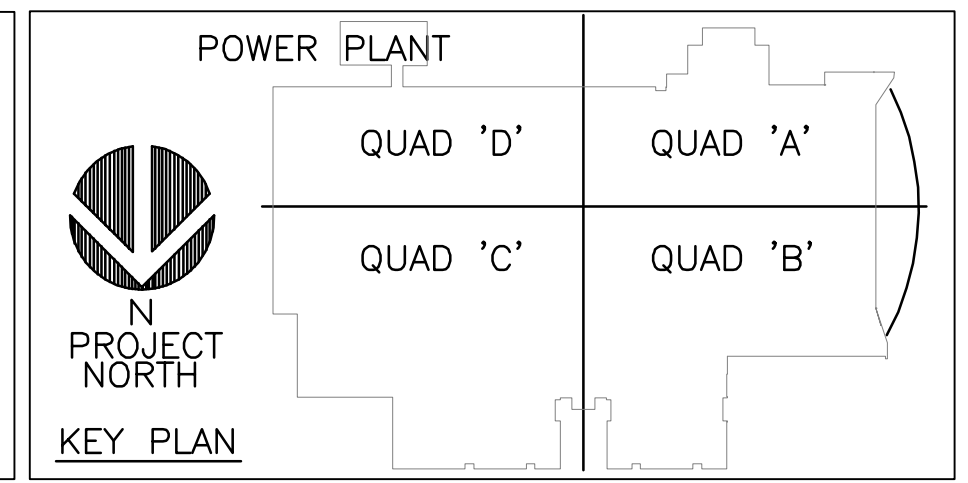 POWER PLANT
QUAD 'D'
QUAD 'A'
QUAD 'C'
QUAD 'B'
N
PROJECT
NORTH
KEY PLAN